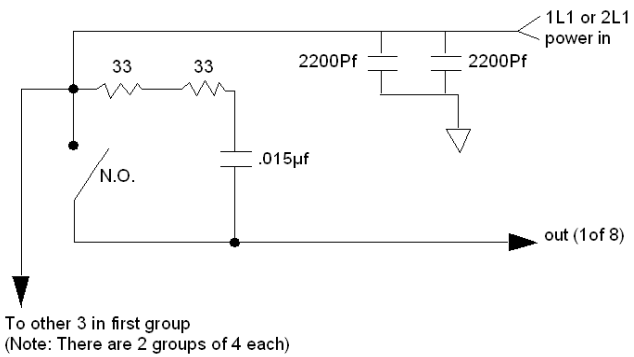 1L1 or 2L1
power in
33
33
2200Pf
2200Pf
.015µf
N.O.
out (1of 8)
To other 3 in first group
(Note: There are 2 groups of 4 each)